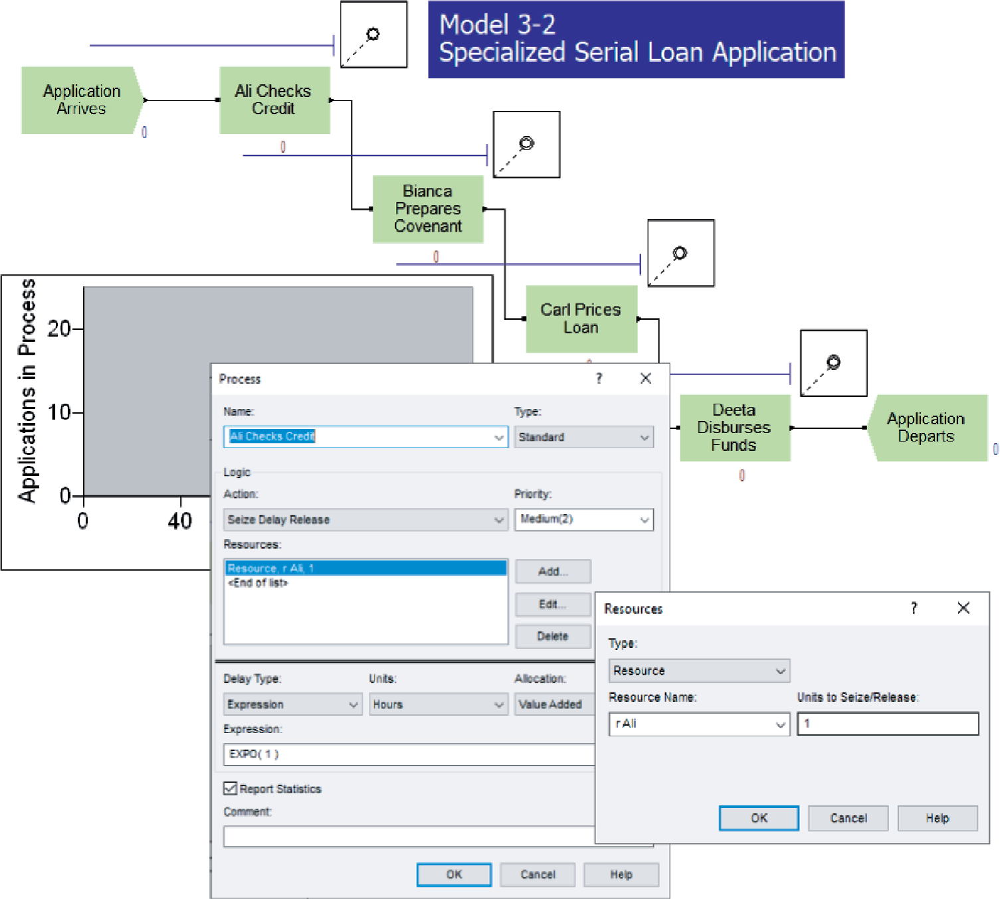 Model 3-2
Specialized Serial Loan Application
Application
Arrives
0
Ali Checks
Credit
0
Bianca
Prepares
Covenant
0
Carl Prices
Loan
Deeta
Disburses
Funds
0
Application
Departs
0
Applications in Process
20
10
0
0
40
Process
?
Name:
Type:
Ali Checks Credit
Standard
Logic
Action:
Priority:
Seize Delay Release
Medium(2)
Resources:
Resource, r Ali, 1
<End of list>
Add...
Edit...
Delete
Delay Type:
Units:
Allocation:
Expression
Hours
Value Added
Expression:
EXPO( 1 )
Report Statistics
Comment:
OK
Cancel
Help
Resources
?
Type:
Resource
Resource Name:
Units to Seize/Release:
r Ali
1
OK
Cancel
Help